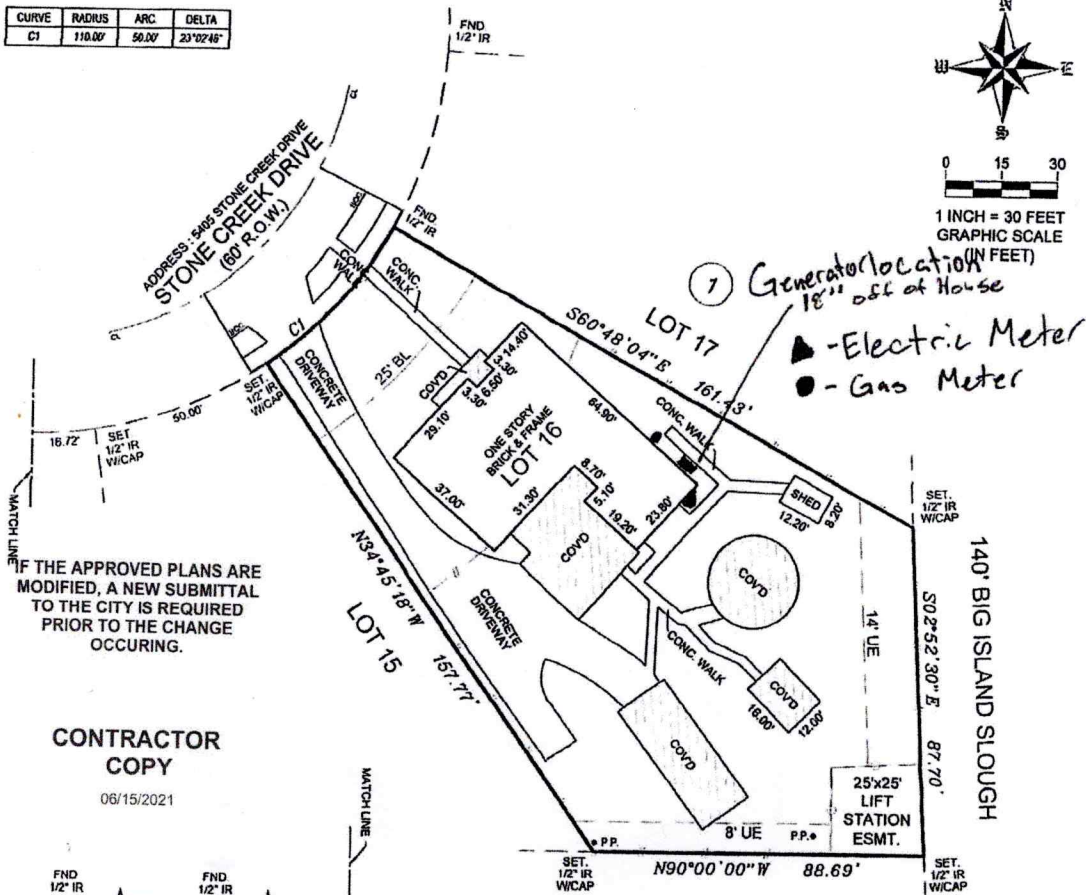 CURVE RADIUS ARC DELTA
C1 110.00' 50.00' 23°02'46"
FND
1/2" IR
N
W E
S
0 15 30
1 INCH = 30 FEET
GRAPHIC SCALE
(IN FEET)
ADDRESS : 5405 STONE CREEK DRIVE
STONE CREEK DRIVE
(60' R.O.W.)
FND.
1/2" IR
CONC.
WALK
CONC.
WALK
C1
1 Generator location
18" off of House
- Electric Meter
- Gas Meter
LOT 17
S60°48'04"E 161.43'
CONCRETE
DRIVEWAY
25' BL
COV'D
14.40'
3.30'
6.50'
3.30'
29.10'
64.90'
ONE STORY
BRICK & FRAME
LOT 16
37.00'
31.30'
8.70'
5.10'
19.20'
23.80'
COV'D
CONC. WALK
SHED
12.20'
8.20'
SET.
1/2" IR
W/CAP
SET.
1/2" IR
W/CAP
50.00'
16.72'
SET
1/2" IR
W/CAP
MATCH LINE
IF THE APPROVED PLANS ARE
MODIFIED, A NEW SUBMITTAL
TO THE CITY IS REQUIRED
PRIOR TO THE CHANGE
OCCURING.
N34°45'18"W 157.77'
LOT 15
CONCRETE
DRIVEWAY
COV'D
CONC. WALK
COV'D
16.00'
12.00'
COV'D
14' UE
S02°52'30"E 87.70'
140' BIG ISLAND SLOUGH
CONTRACTOR
COPY
06/15/2021
MATCH LINE
25'x25'
LIFT
STATION
ESMT.
P.P.
8' UE
P.P.
SET.
1/2" IR
W/CAP
N90°00'00"W 88.69'
SET.
1/2" IR
W/CAP
FND
1/2" IR
FND
1/2" IR